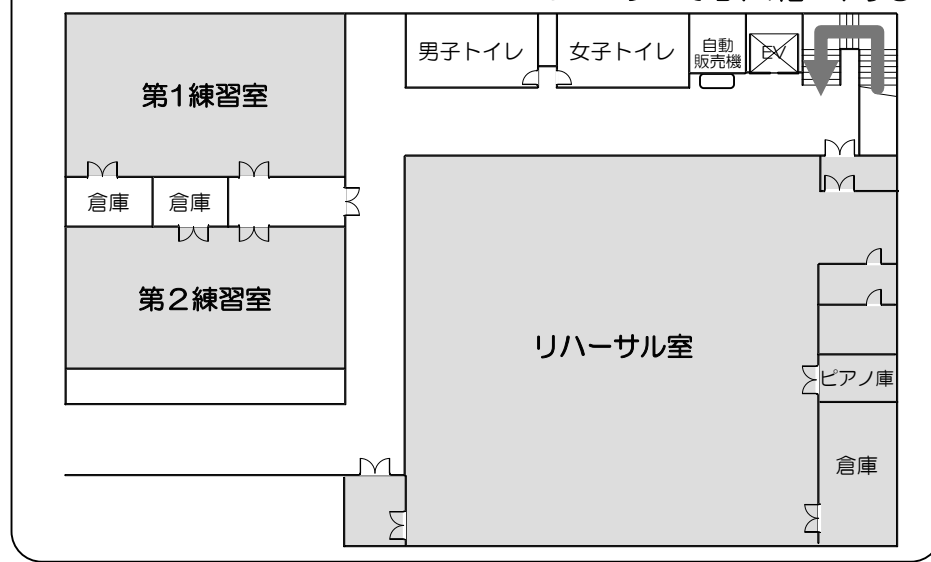 男子トイレ
女子トイレ
自動
販売機
EV
第1練習室
倉庫
倉庫
第2練習室
リハーサル室
ピアノ庫
倉庫